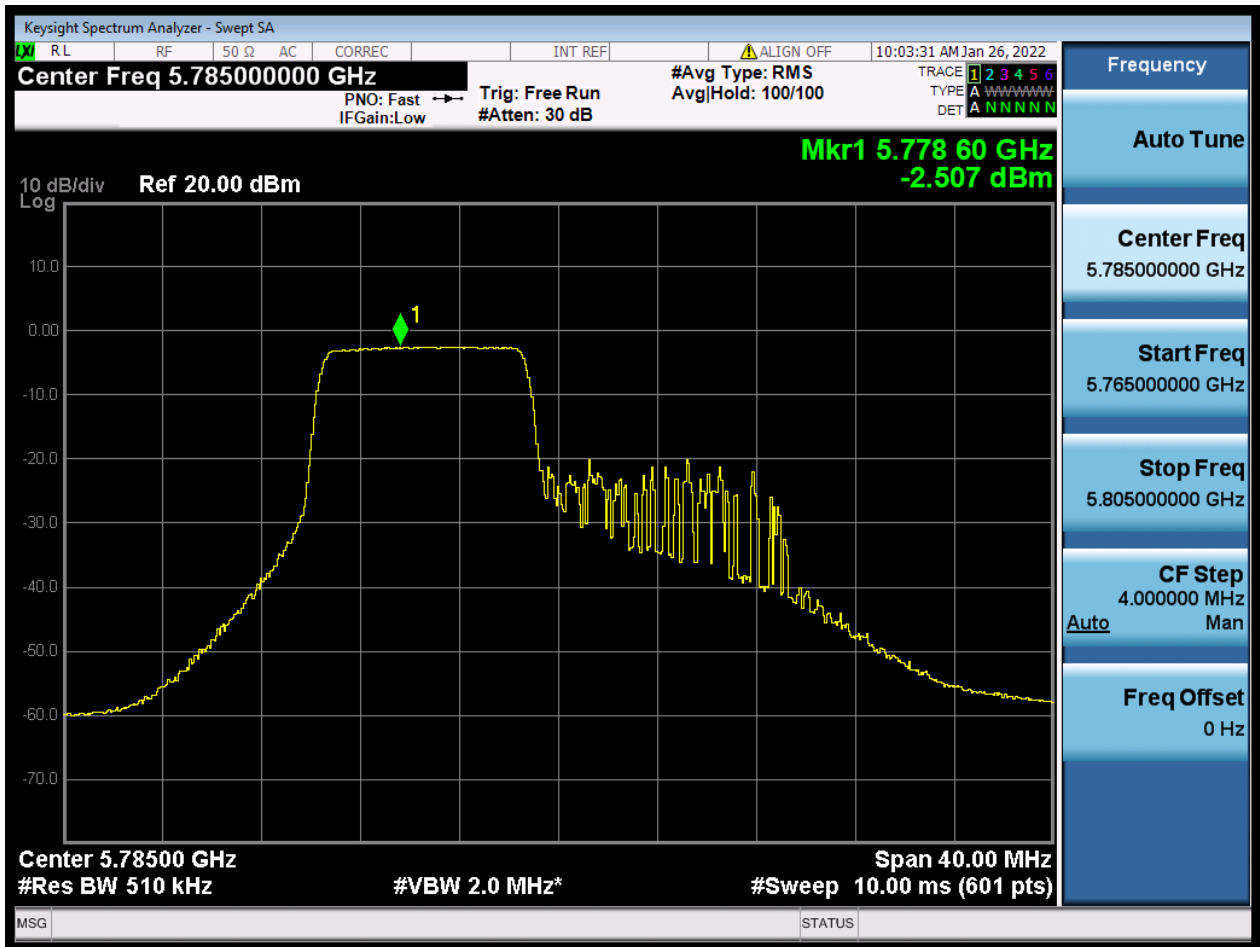 Keysight Spectrum Analyzer - Swept SA
LXI RL RF 50 Ω AC CORREC INT REF ALIGN OFF 10:03:31 AM Jan 26, 2022
Center Freq 5.785000000 GHz
PNO: Fast
IFGain:Low
Trig: Free Run
#Atten: 30 dB
#Avg Type: RMS
Avg|Hold: 100/100
TRACE 1 2 3 4 5 6
TYPE A WWWWW
DET A N N N N N
Mkr1 5.778 60 GHz
-2.507 dBm
10 dB/div Ref 20.00 dBm
Log
10.0
1
0.00
-10.0
-20.0
-30.0
-40.0
-50.0
-60.0
-70.0
Center 5.78500 GHz Span 40.00 MHz
#Res BW 510 kHz #VBW 2.0 MHz* #Sweep 10.00 ms (601 pts)
MSG STATUS
Frequency
Auto Tune
Center Freq
5.785000000 GHz
Start Freq
5.765000000 GHz
Stop Freq
5.805000000 GHz
CF Step
4.000000 MHz
Auto Man
Freq Offset
0 Hz